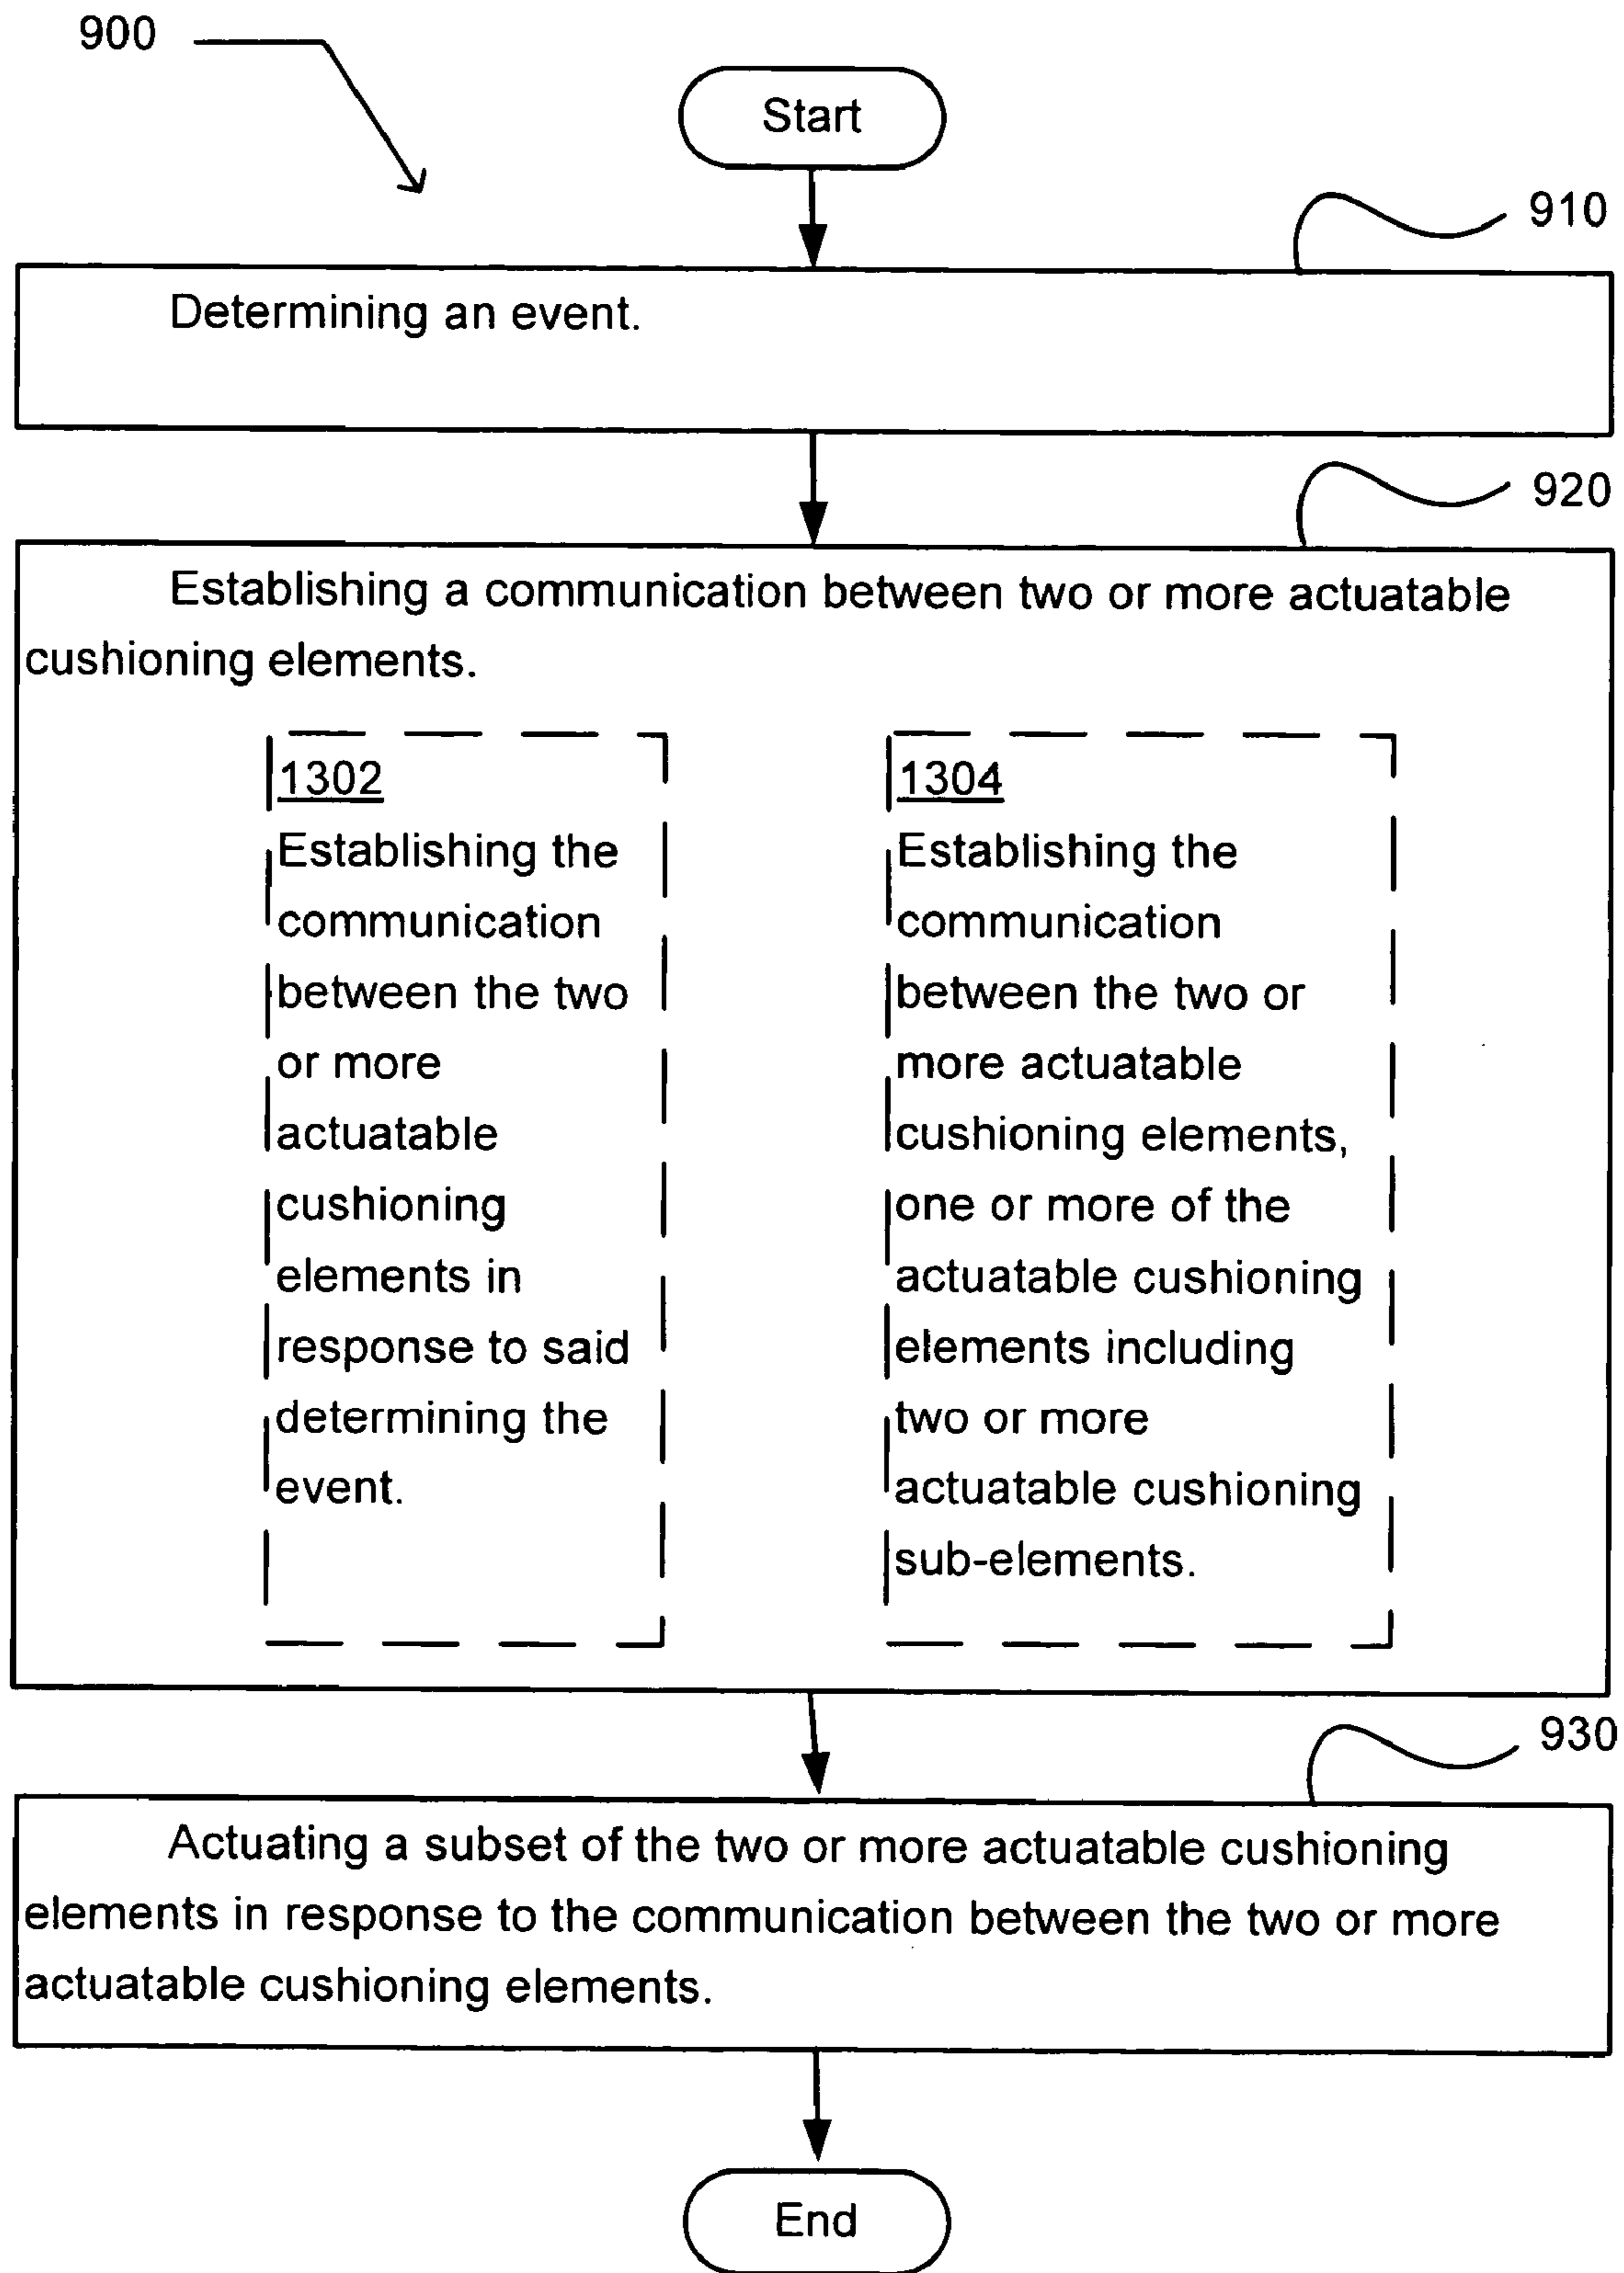 900
Start
910
Determining an event.
920
Establishing a communication between two or more actuatable
cushioning elements.
1302
Establishing the
communication
between the two
or more
actuatable
cushioning
elements in
response to said
determining the
event.
1304
Establishing the
communication
between the two or
more actuatable
cushioning elements,
one or more of the
actuatable cushioning
elements including
two or more
actuatable cushioning
sub-elements.
930
Actuating a subset of the two or more actuatable cushioning
elements in response to the communication between the two or more
actuatable cushioning elements.
End